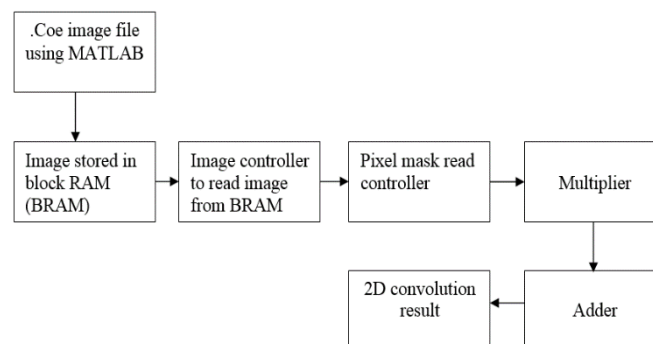 .Coe image file
using MATLAB
Image stored in
block RAM
(BRAM)
Image controller
to read image
from BRAM
Pixel mask read
controller
Multiplier
2D convolution
result
Adder